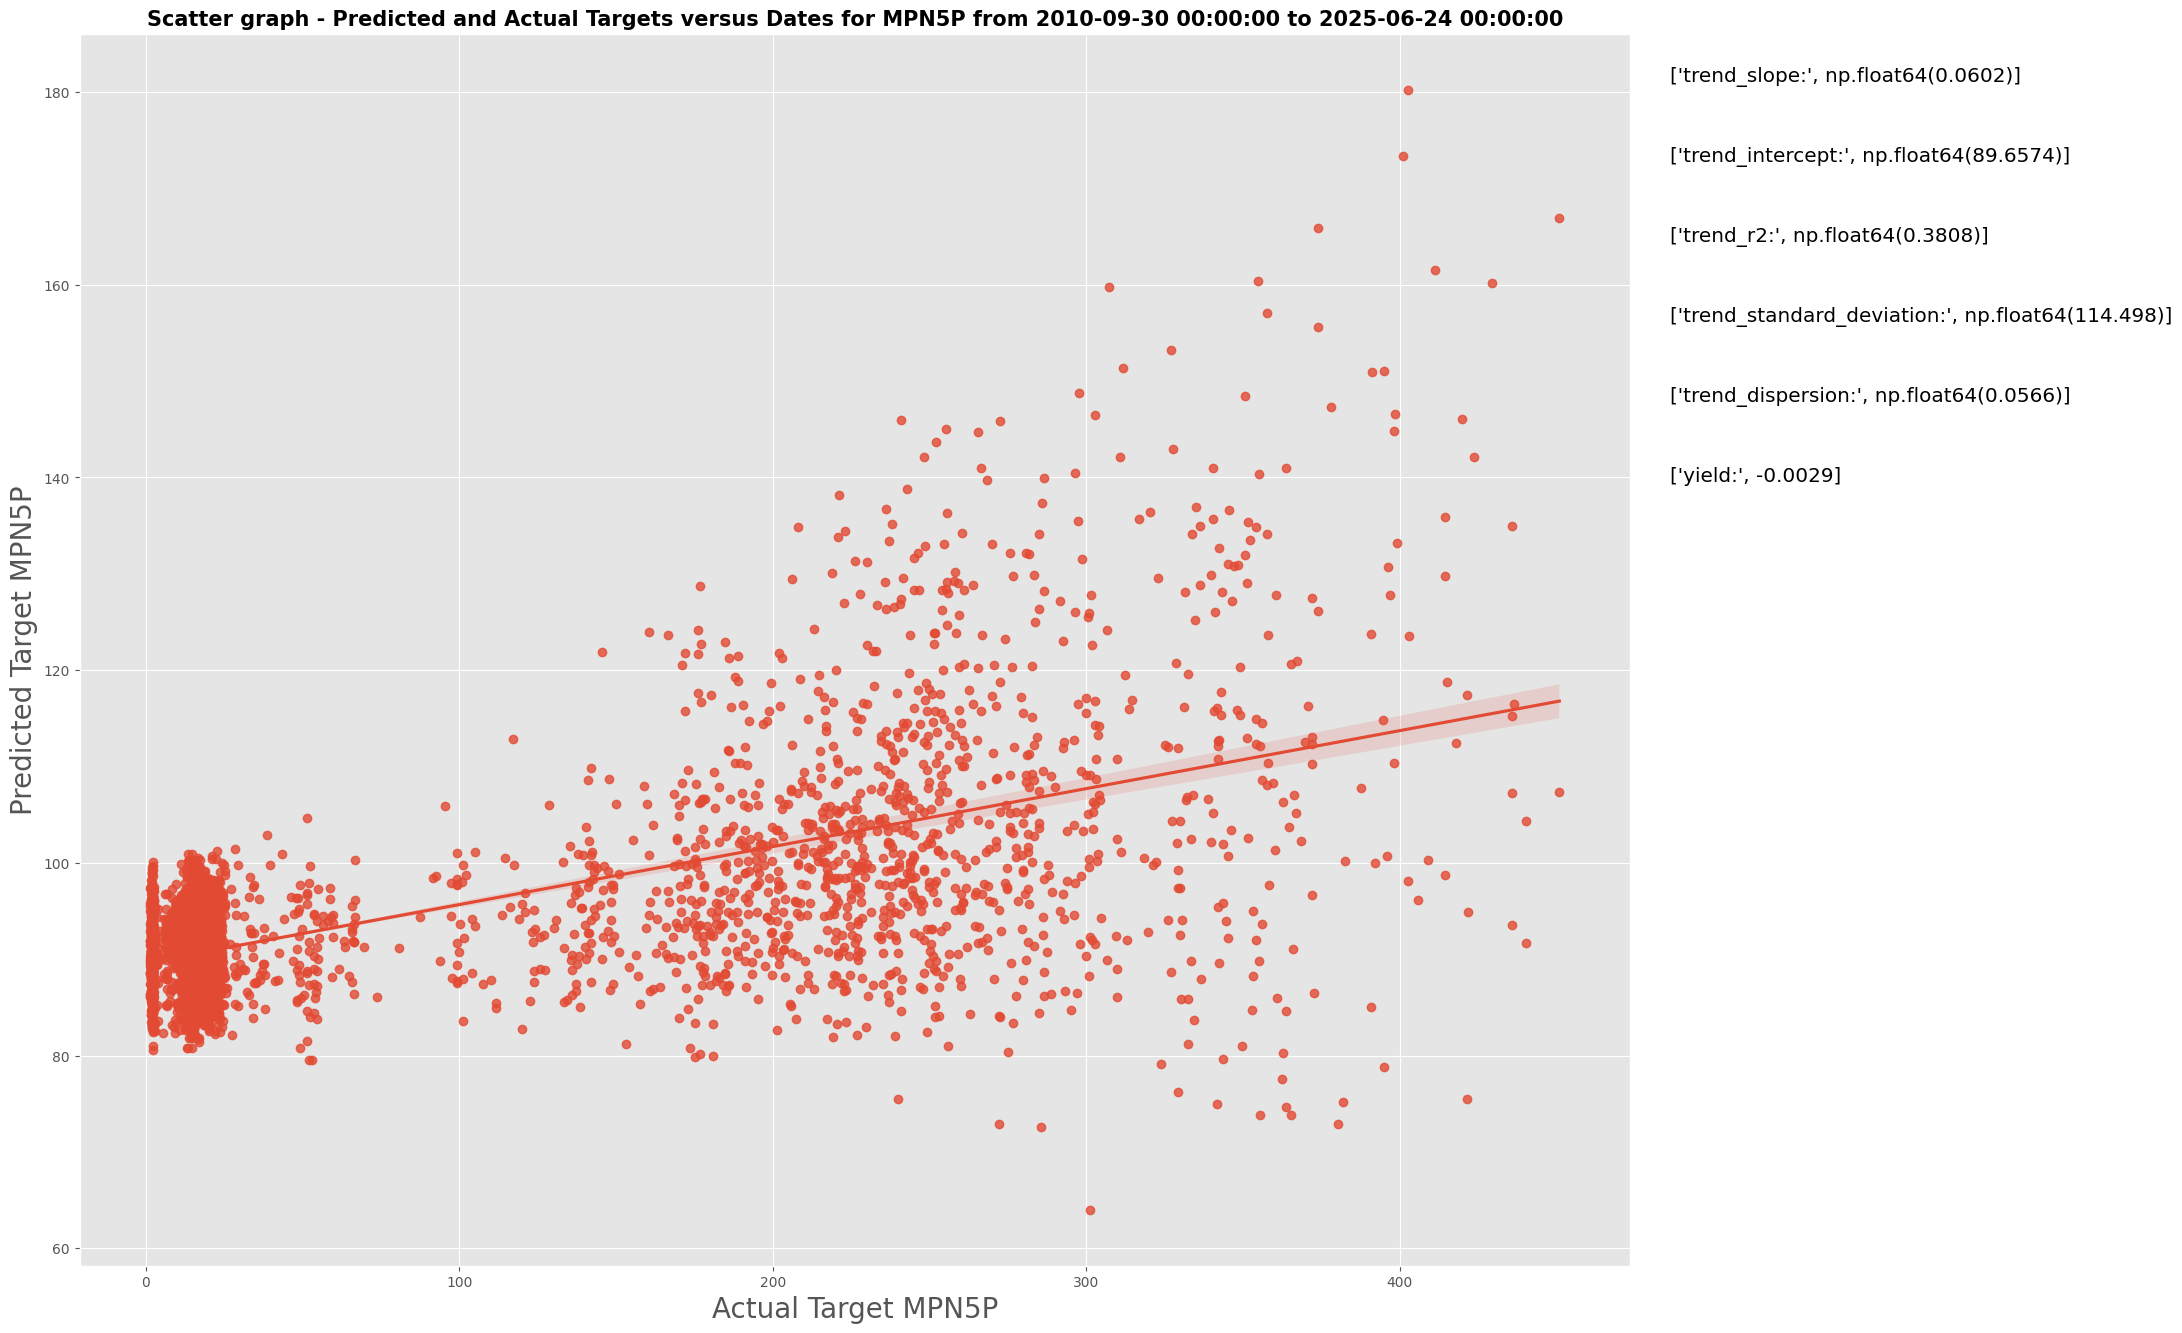 Scatter graph - Predicted and Actual Targets versus Dates for MPN5P from 2010-09-30 00:00:00 to 2025-06-24 00:00:00
['trend_slope:', np.float64(0.0602)]
['trend_intercept:', np.float64(89.6574)]
['trend_r2:', np.float64(0.3808)]
['trend_standard_deviation:', np.float64(114.498)]
['trend_dispersion:', np.float64(0.0566)]
['yield:', -0.0029]
Predicted Target MPN5P
180
160
140
120
100
80
60
0 100 200 300 400
Actual Target MPN5P